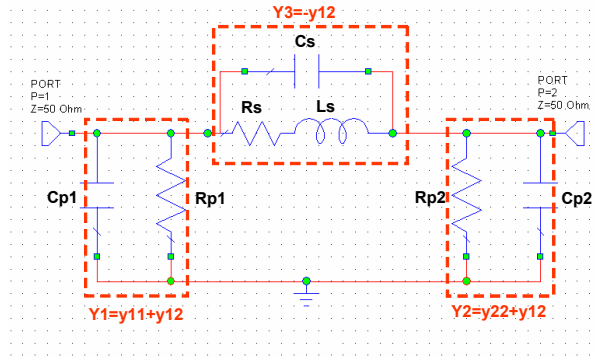 Y3=-y12
Cs
PORT
P=1
Z=50 Ohm
PORT
P=2
Z=50 Ohm
Rs
Ls
Cp1
Rp1
Rp2
Cp2
Y1=y11+y12
Y2=y22+y12